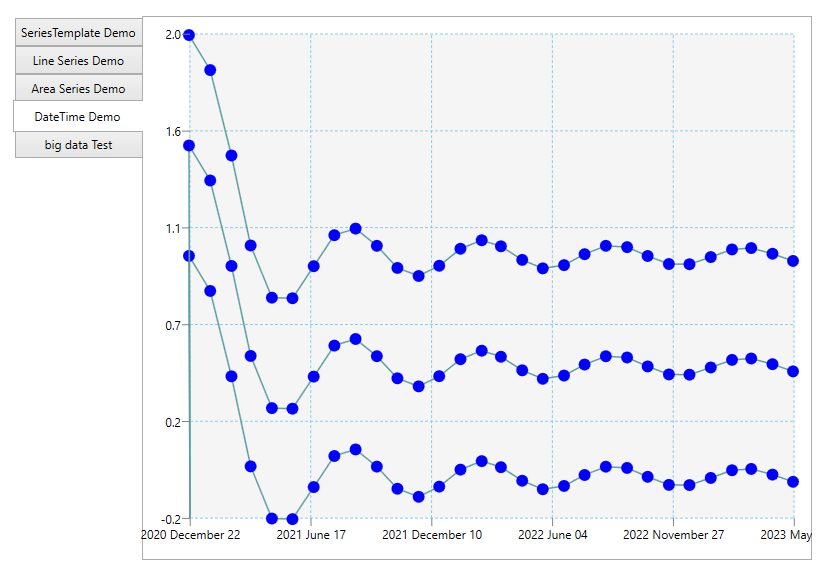 SeriesTemplate Demo
Line Series Demo
Area Series Demo
DateTime Demo
big data Test
2.0
1.6
1.1
0.7
0.2
-0.2
2020 December 22
2021 June 17
2021 December 10
2022 June 04
2022 November 27
2023 May